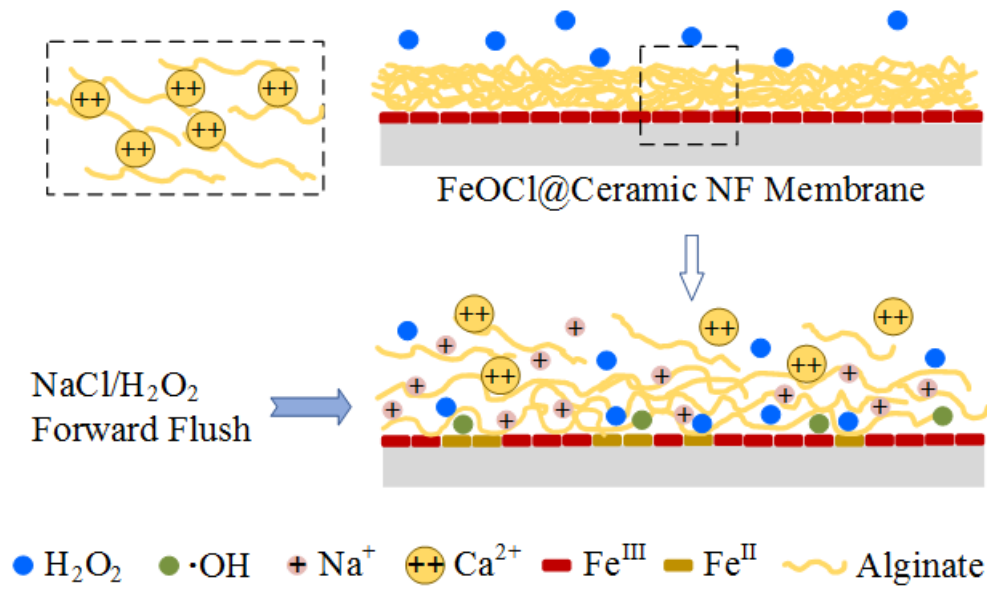 ++ ++ ++ ++ ++
FeOCl@Ceramic NF Membrane
NaCl/H₂O₂
Forward Flush
++ ++ ++ ++ ++
+ + + + + + + + + + + +
H₂O₂ ·OH + Na⁺ ++ Ca²⁺ Feᴵᴵᴵ Feᴵᴵ Alginate